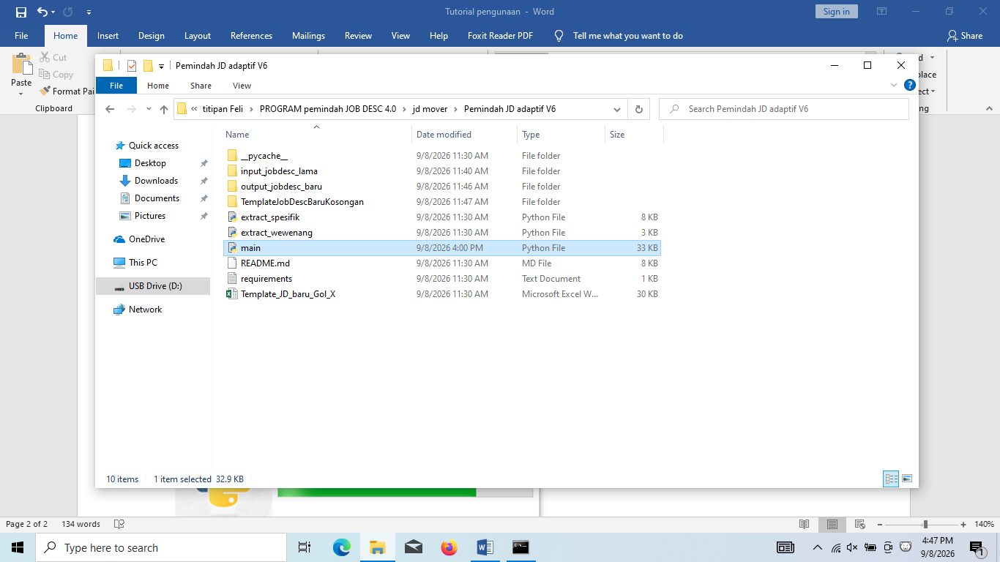 Tutorial pengunaan - Word
Sign in
File Home Insert Design Layout References Mailings Review View Help Foxit Reader PDF Tell me what you want to do Share
Paste
Cut
Copy
Format Pai
Clipboard
Pemindah JD adaptif V6
File Home Share View
titipan Feli PROGRAM pemindah JOB DESC 4.0 jd mover Pemindah JD adaptif V6
Search Pemindah JD adaptif V6
Quick access
Desktop
Downloads
Documents
Pictures
OneDrive
This PC
USB Drive (D:)
Network
Name Date modified Type Size
__pycache__ 9/8/2026 11:30 AM File folder
input_jobdesc_lama 9/8/2026 11:40 AM File folder
output_jobdesc_baru 9/8/2026 11:46 AM File folder
TemplateJobDescBaruKosongan 9/8/2026 11:47 AM File folder
extract_spesifik 9/8/2026 11:30 AM Python File 8 KB
extract_wewenang 9/8/2026 11:30 AM Python File 3 KB
main 9/8/2026 4:00 PM Python File 33 KB
README.md 9/8/2026 11:30 AM MD File 8 KB
requirements 9/8/2026 11:30 AM Text Document 1 KB
Template_JD_baru_Gol_X 9/8/2026 11:30 AM Microsoft Excel W... 30 KB
d
place
ect
ng
10 items 1 item selected 32.9 KB
Page 2 of 2 134 words
140%
Type here to search
4:47 PM
9/8/2026
1